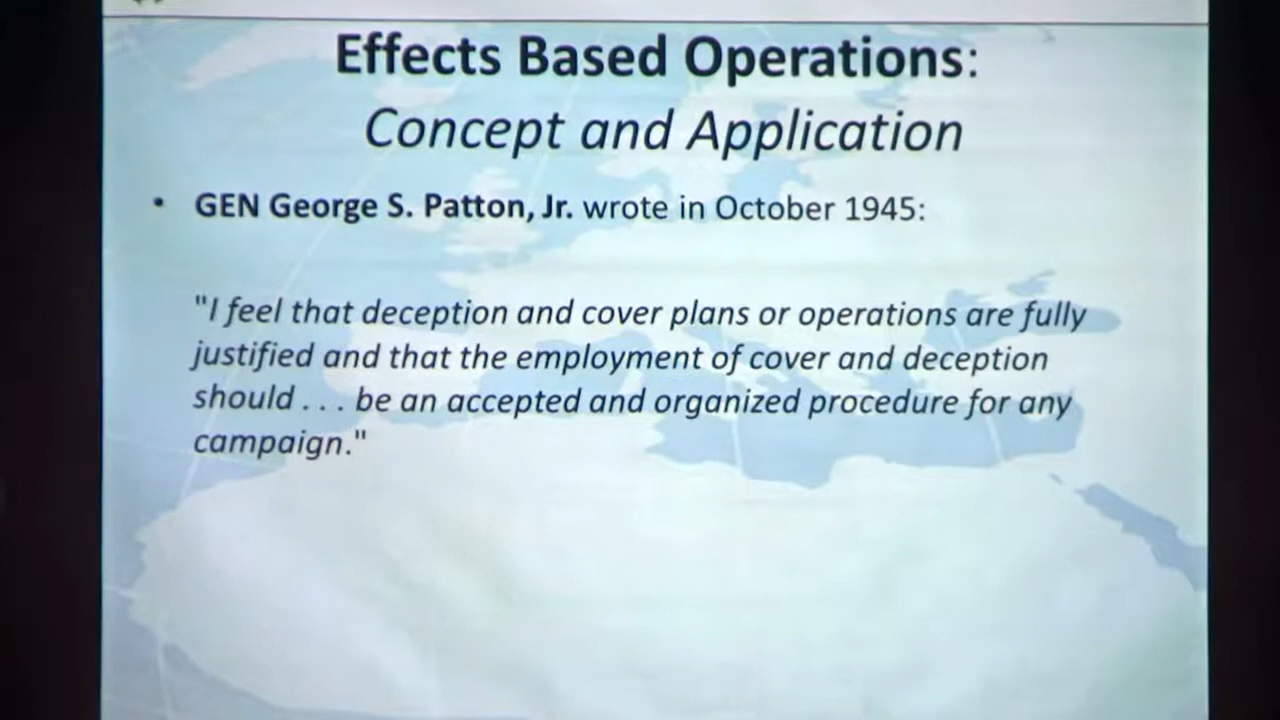 Effects Based Operations:
Concept and Application
• GEN George S. Patton, Jr. wrote in October 1945:
"I feel that deception and cover plans or operations are fully
justified and that the employment of cover and deception
should . . . be an accepted and organized procedure for any
campaign."